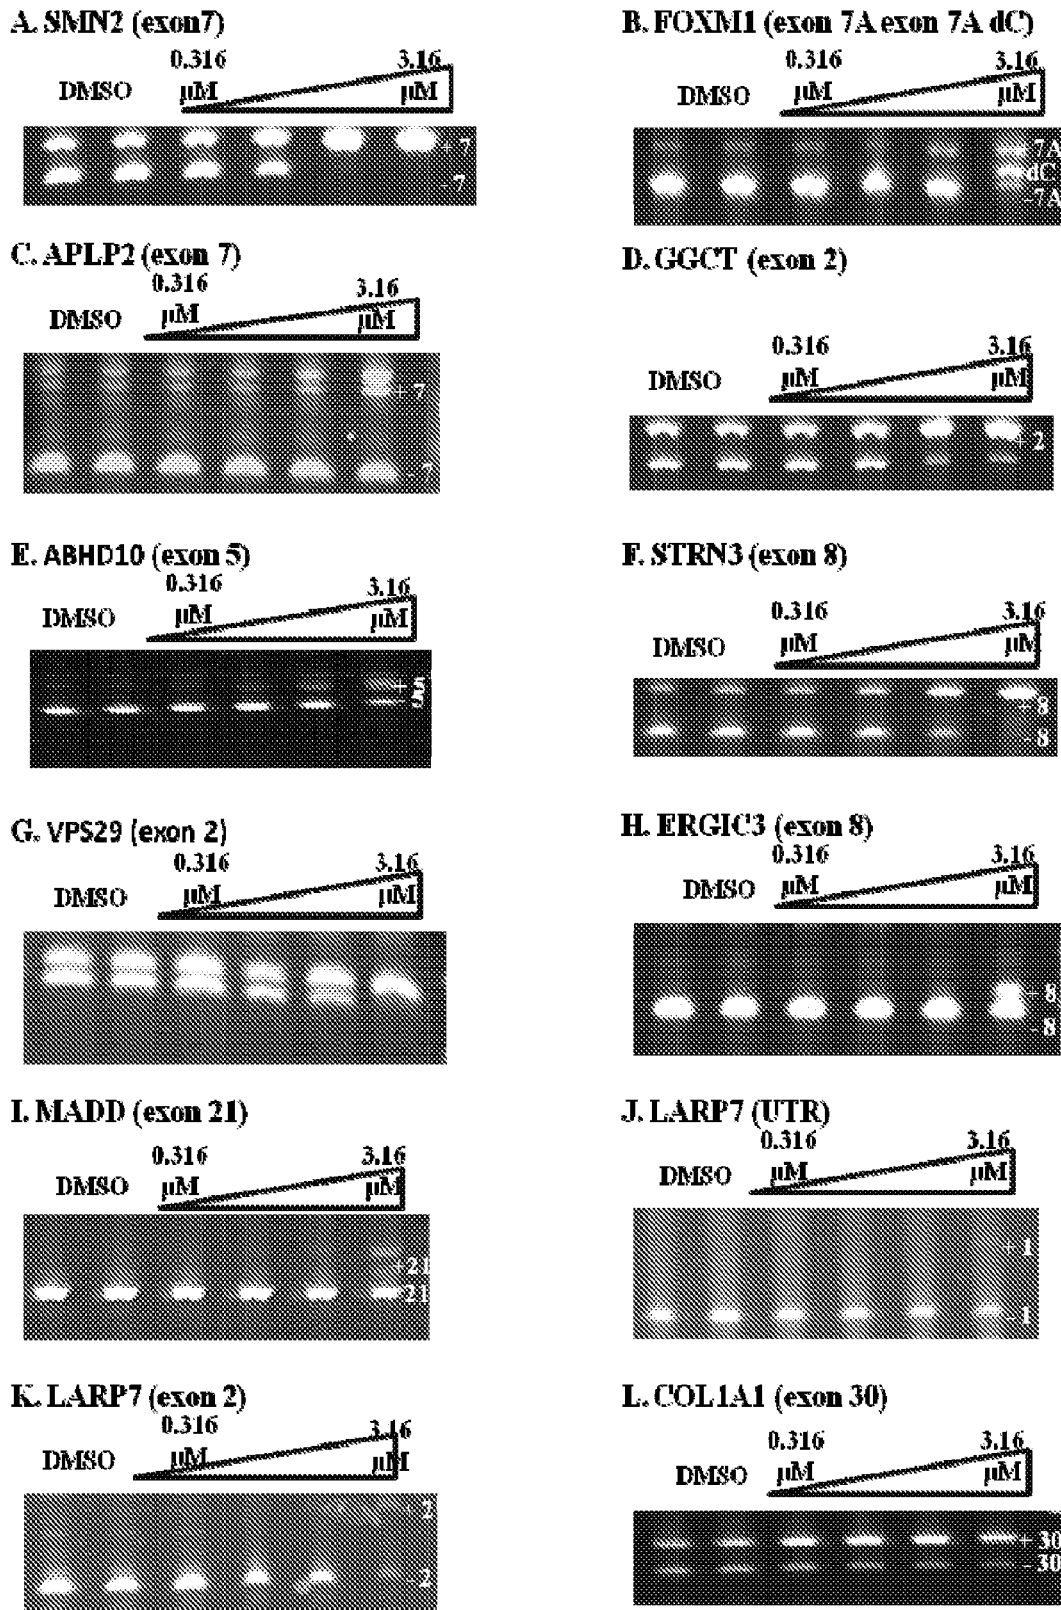 A. SMN2 (exon7)
0.316
3.16
DMSO
µM
µM
+7
-7
B. FOXM1 (exon 7A exon 7A dC)
0.316
3.16
DMSO
µM
µM
7A
dC
-7A
C. APLP2 (exon 7)
0.316
3.16
DMSO
µM
µM
+7
-7
D. GGCT (exon 2)
0.316
3.16
DMSO
µM
µM
+2
E. ABHD10 (exon 5)
0.316
3.16
DMSO
µM
µM
+5
-5
F. STRN3 (exon 8)
0.316
3.16
DMSO
µM
µM
+8
-8
G. VPS29 (exon 2)
0.316
3.16
DMSO
µM
µM
H. ERGIC3 (exon 8)
0.316
3.16
DMSO
µM
µM
+8
-8
I. MADD (exon 21)
0.316
3.16
DMSO
µM
µM
+21
21
J. LARP7 (UTR)
0.316
3.16
DMSO
µM
µM
+1
-1
K. LARP7 (exon 2)
0.316
3.16
DMSO
µM
µM
+2
2
L. COL1A1 (exon 30)
0.316
3.16
DMSO
µM
µM
+30
-30